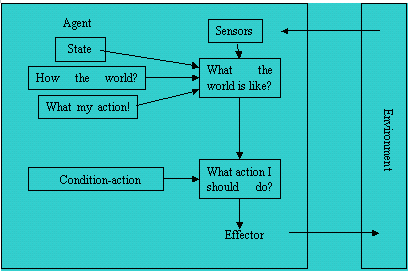 Agent
Sensors
State
How the world?
What my action!
What the
world is like?
Condition-action
What action I
should do?
Effector
Environment